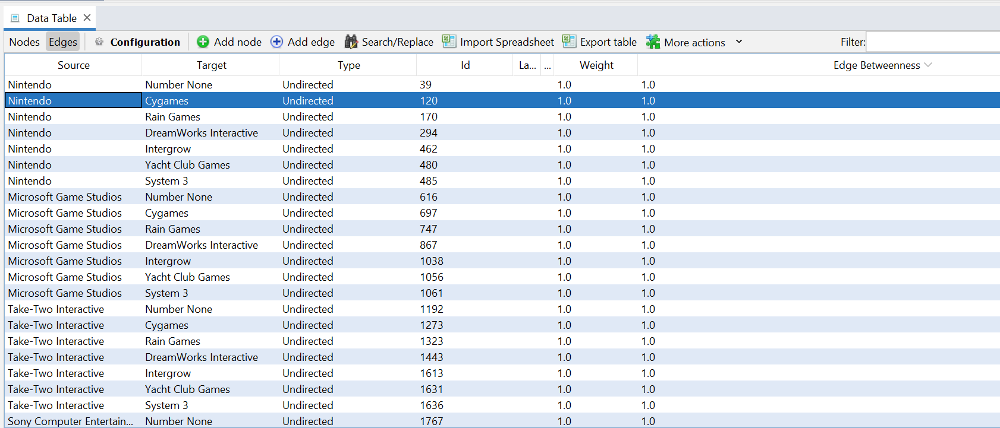 Data Table
Nodes Edges Configuration Add node Add edge Search/Replace Import Spreadsheet Export table More actions Filter:
Source Target Type Id La... ... Weight Edge Betweenness
Nintendo Number None Undirected 39 1.0 1.0
Nintendo Cygames Undirected 120 1.0 1.0
Nintendo Rain Games Undirected 170 1.0 1.0
Nintendo DreamWorks Interactive Undirected 294 1.0 1.0
Nintendo Intergrow Undirected 462 1.0 1.0
Nintendo Yacht Club Games Undirected 480 1.0 1.0
Nintendo System 3 Undirected 485 1.0 1.0
Microsoft Game Studios Number None Undirected 616 1.0 1.0
Microsoft Game Studios Cygames Undirected 697 1.0 1.0
Microsoft Game Studios Rain Games Undirected 747 1.0 1.0
Microsoft Game Studios DreamWorks Interactive Undirected 867 1.0 1.0
Microsoft Game Studios Intergrow Undirected 1038 1.0 1.0
Microsoft Game Studios Yacht Club Games Undirected 1056 1.0 1.0
Microsoft Game Studios System 3 Undirected 1061 1.0 1.0
Take-Two Interactive Number None Undirected 1192 1.0 1.0
Take-Two Interactive Cygames Undirected 1273 1.0 1.0
Take-Two Interactive Rain Games Undirected 1323 1.0 1.0
Take-Two Interactive DreamWorks Interactive Undirected 1443 1.0 1.0
Take-Two Interactive Intergrow Undirected 1613 1.0 1.0
Take-Two Interactive Yacht Club Games Undirected 1631 1.0 1.0
Take-Two Interactive System 3 Undirected 1636 1.0 1.0
Sony Computer Entertain... Number None Undirected 1767 1.0 1.0